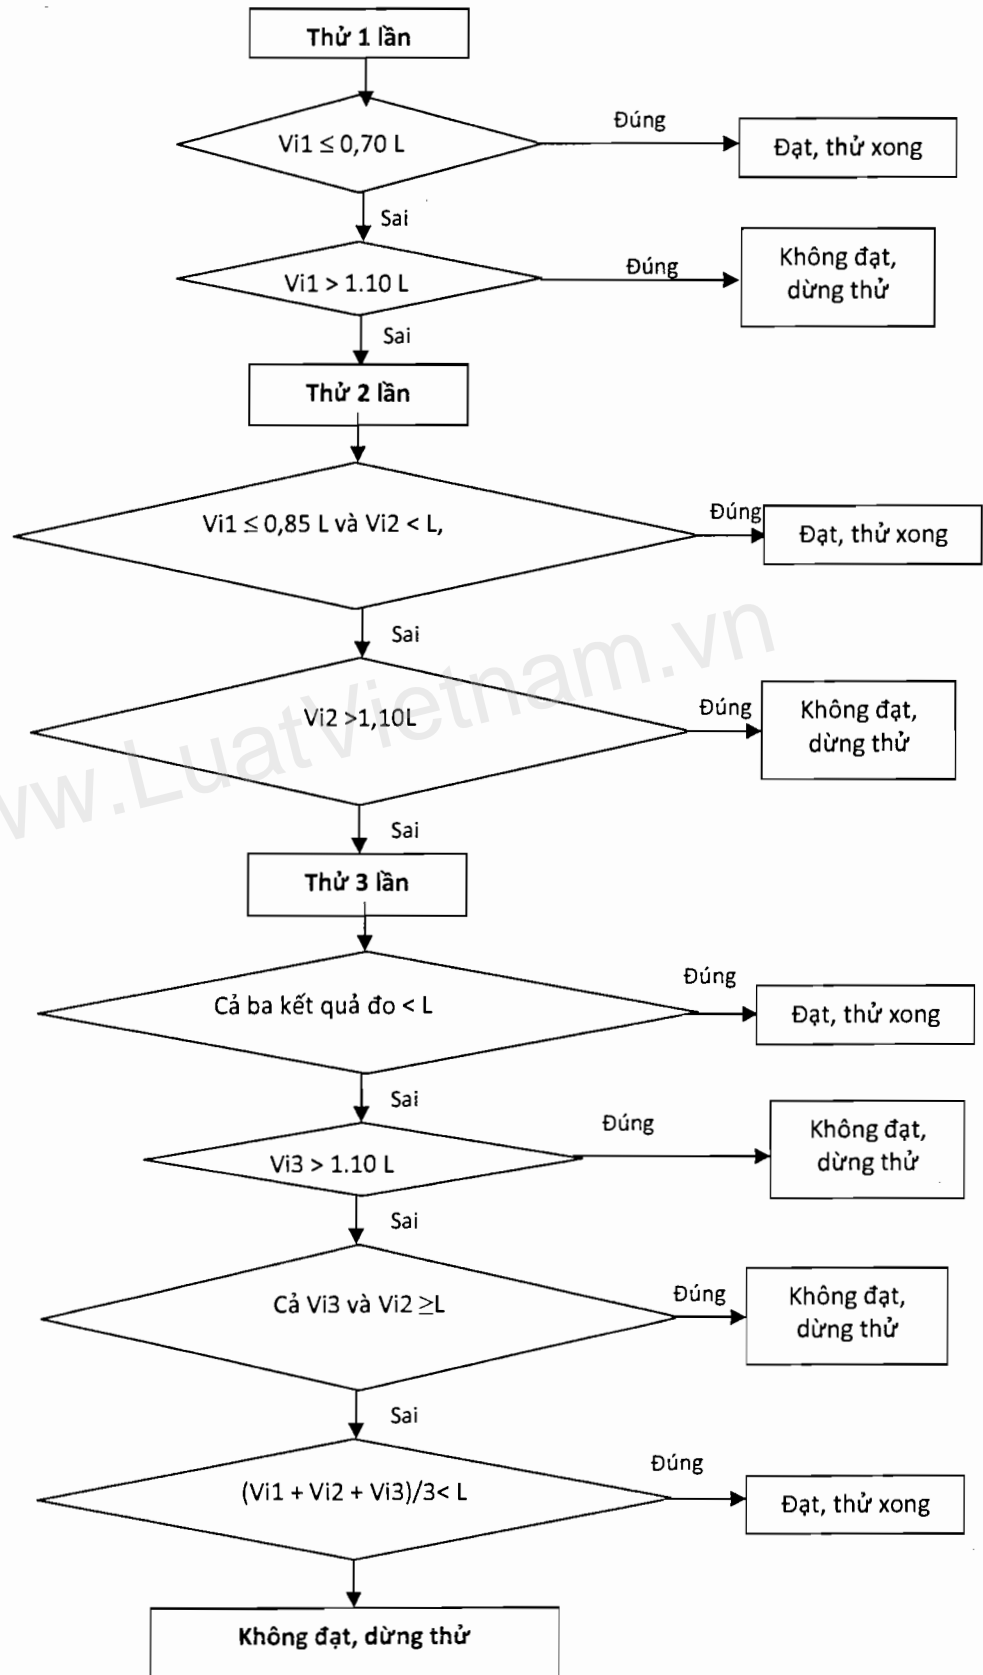 Thử 1 lần
Vi1 ≤ 0,70 L
Đúng
Đạt, thử xong
Sai
Vi1 > 1.10 L
Đúng
Không đạt,
dừng thử
Sai
Thử 2 lần
Vi1 ≤ 0,85 L và Vi2 < L,
Đúng
Đạt, thử xong
Sai
Vi2 >1,10L
Đúng
Không đạt,
dừng thử
Sai
Thử 3 lần
Cả ba kết quả đo < L
Đúng
Đạt, thử xong
Sai
Vi3 > 1.10 L
Đúng
Không đạt,
dừng thử
Sai
Cả Vi3 và Vi2 ≥L
Đúng
Không đạt,
dừng thử
Sai
(Vi1 + Vi2 + Vi3)/3< L
Đúng
Đạt, thử xong
Không đạt, dừng thử
ww.LuatVietnam.vn